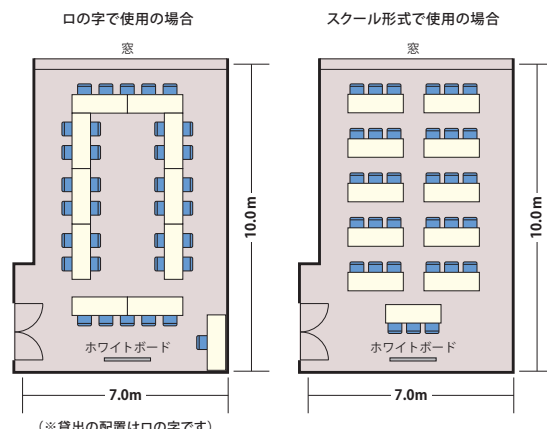 ロの字で使用の場合
窓
10.0m
ホワイトボード
7.0m
(※貸出の配置はロの字です)
スクール形式で使用の場合
窓
10.0m
ホワイトボード
7.0m